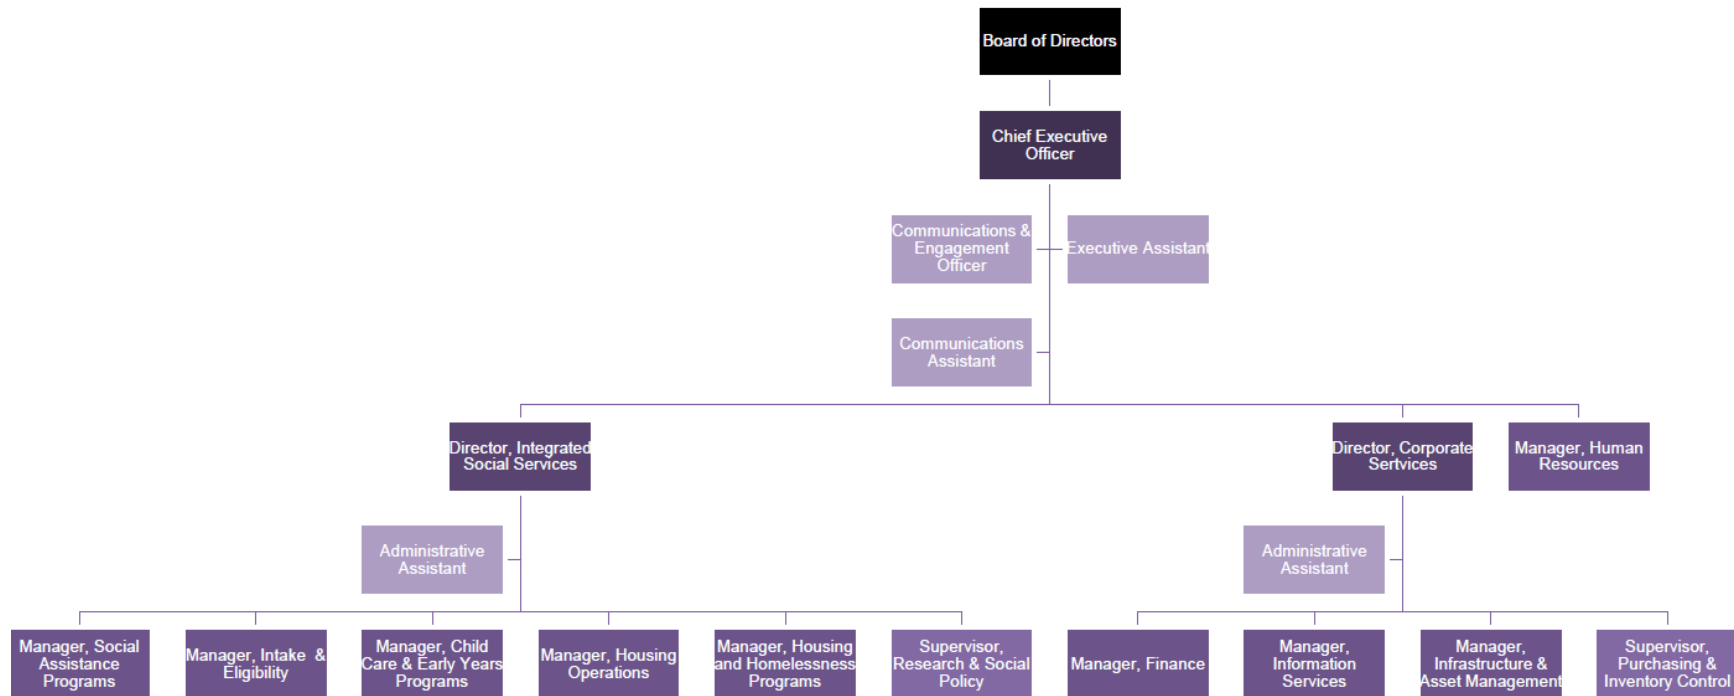 Board of Directors
Chief Executive
Officer
Communications &
Engagement
Officer
Executive Assistant
Communications
Assistant
Director, Integrated
Social Services
Director, Corporate
Sertvices
Manager, Human
Resources
Administrative
Assistant
Administrative
Assistant
Manager, Social
Assistance
Programs
Manager, Intake & 
Eligibility
Manager, Child
Care & Early Years
Programs
Manager, Housing
Operations
Manager, Housing
and Homelessness
Programs
Supervisor,
Research & Social
Policy
Manager, Finance
Manager,
Information
Services
Manager,
Infrastructure &
Asset Management
Supervisor,
Purchasing &
Inventory Control